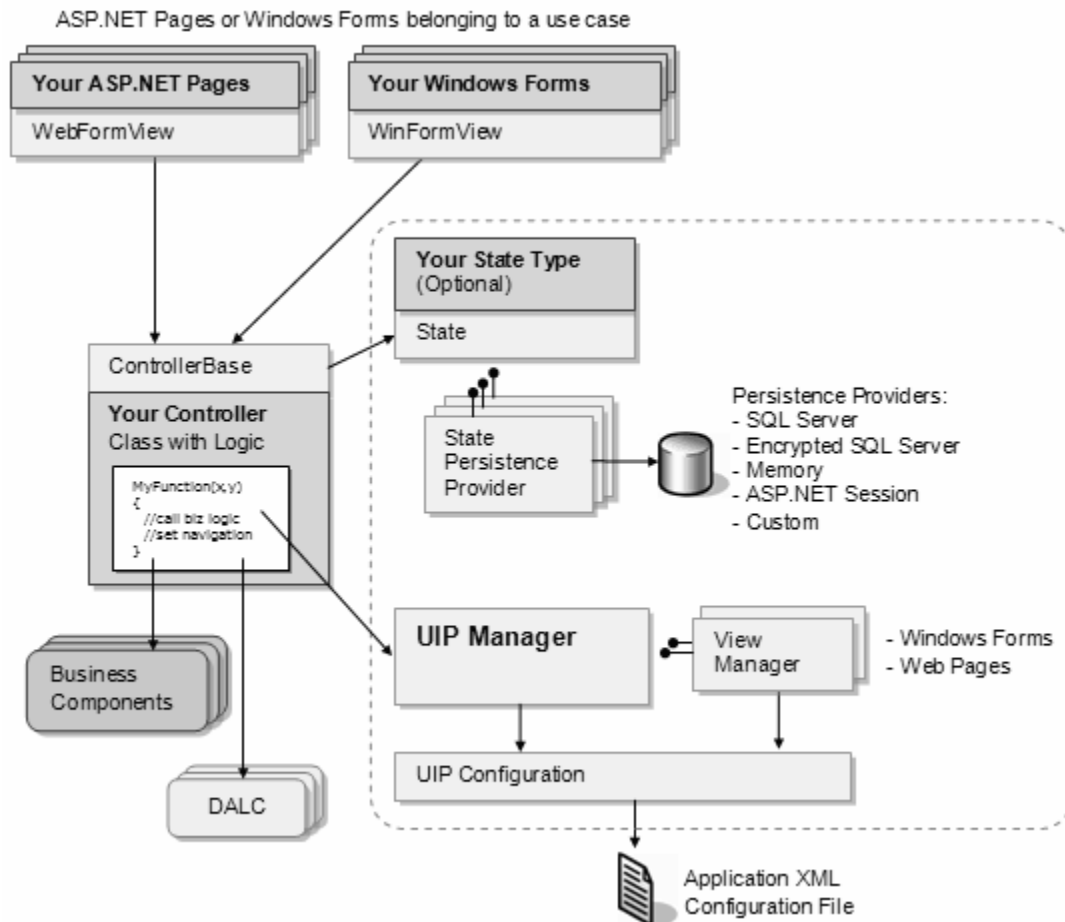 ASP.NET Pages or Windows Forms belonging to a use case
Your ASP.NET Pages
WebFormView
Your Windows Forms
WinFormView
Your State Type
(Optional)
State
ControllerBase
Your Controller
Class with Logic
MyFunction(x,y)
{
//call biz logic
//set navigation
}
State
Persistence
Provider
Persistence Providers:
- SQL Server
- Encrypted SQL Server
- Memory
- ASP.NET Session
- Custom
UIP Manager
View
Manager
- Windows Forms
- Web Pages
Business
Components
UIP Configuration
DALC
Application XML
Configuration File